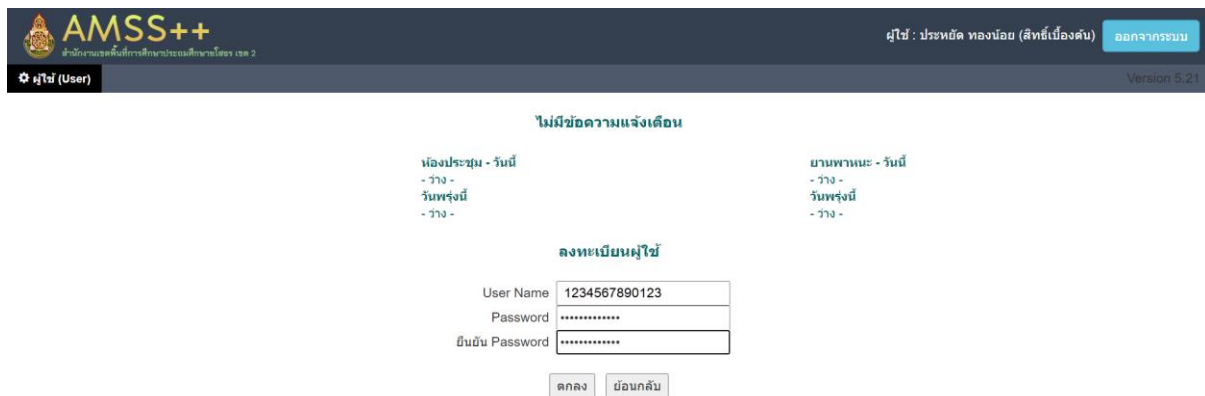 AMSS++
สำนักงานเขตพื้นที่การศึกษาประถมศึกษายโสธร เขต 2
ผู้ใช้ : ประหยัด ทองน้อย (สิทธิ์เบื้องต้น)
ออกจากระบบ
ผู้ใช้ (User)
Version 5.21
ไม่มีข้อความแจ้งเตือน
ห้องประชุม - วันนี้
- ว่าง -
วันพรุ่งนี้
- ว่าง -
ยานพาหนะ - วันนี้
- ว่าง -
วันพรุ่งนี้
- ว่าง -
ลงทะเบียนผู้ใช้
User Name 1234567890123
Password •••••••••••••
ยืนยัน Password •••••••••••••
ตกลง ย้อนกลับ